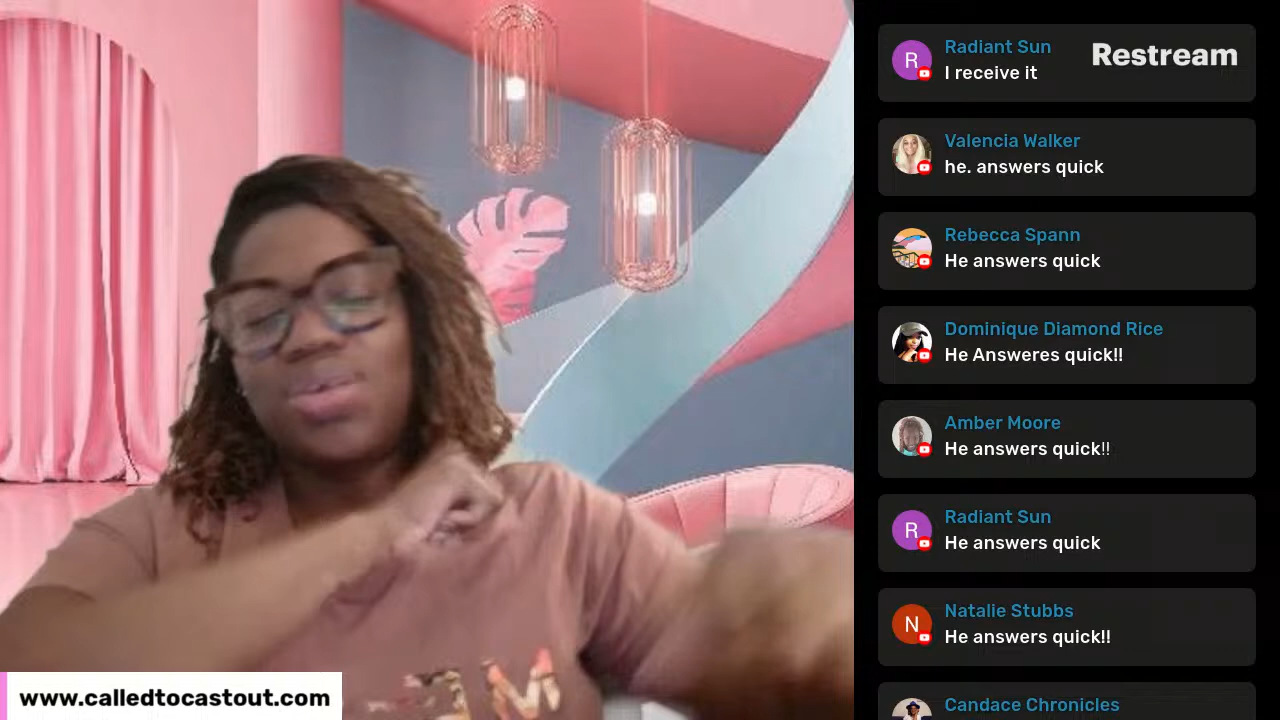 Radiant Sun
Restream
I receive it
Valencia Walker
he. answers quick
Rebecca Spann
He answers quick
Dominique Diamond Rice
He Answeres quick!!
Amber Moore
He answers quick!!
R
Radiant Sun
He answers quick
N
Natalie Stubbs
He answers quick!!
Candace Chronicles
www.calledtocastout.com